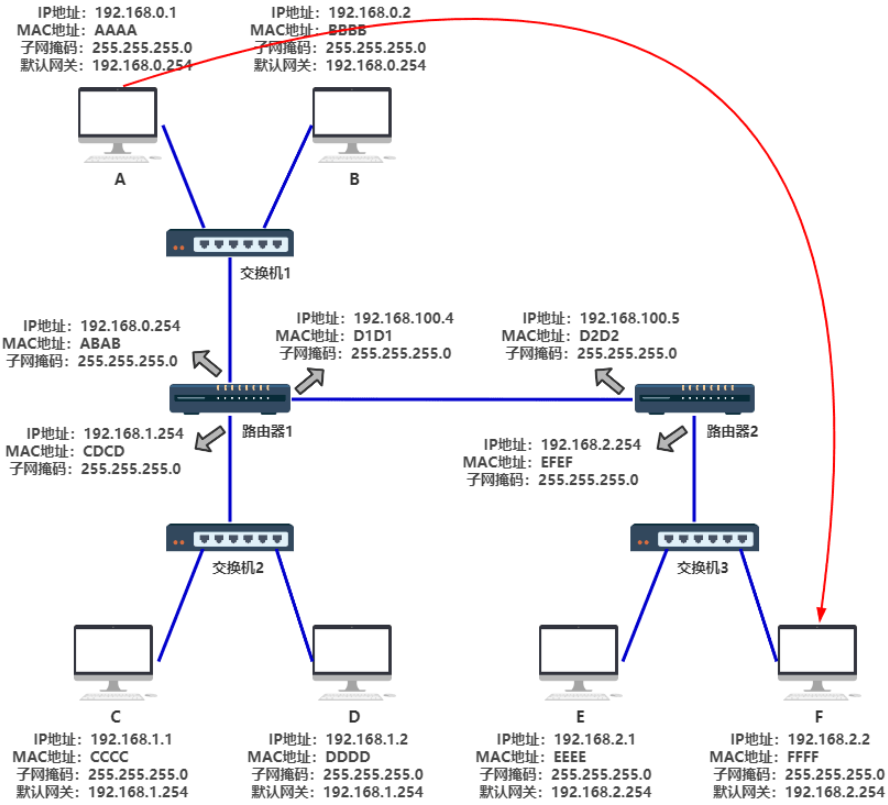 IP地址：192.168.0.1
MAC地址：AAAA
子网掩码：255.255.255.0
默认网关：192.168.0.254
IP地址：192.168.0.2
MAC地址：BBBB
子网掩码：255.255.255.0
默认网关：192.168.0.254
A
B
交换机1
IP地址：192.168.0.254
MAC地址：ABAB
子网掩码：255.255.255.0
IP地址：192.168.100.4
MAC地址：D1D1
子网掩码：255.255.255.0
IP地址：192.168.100.5
MAC地址：D2D2
子网掩码：255.255.255.0
路由器1
路由器2
IP地址：192.168.1.254
MAC地址：CDCD
子网掩码：255.255.255.0
IP地址：192.168.2.254
MAC地址：EFEF
子网掩码：255.255.255.0
交换机2
交换机3
C
D
E
F
IP地址：192.168.1.1
MAC地址：CCCC
子网掩码：255.255.255.0
默认网关：192.168.1.254
IP地址：192.168.1.2
MAC地址：DDDD
子网掩码：255.255.255.0
默认网关：192.168.1.254
IP地址：192.168.2.1
MAC地址：EEEE
子网掩码：255.255.255.0
默认网关：192.168.2.254
IP地址：192.168.2.2
MAC地址：FFFF
子网掩码：255.255.255.0
默认网关：192.168.2.254